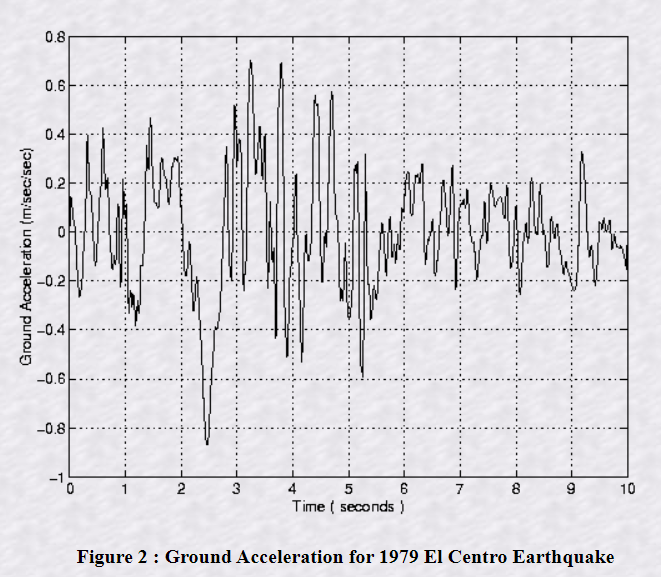 0.8
0.6
0.4
0.2
0
−0.2
−0.4
−0.6
−0.8
−1
Ground Acceleration (m/sec/sec)
0 1 2 3 4 5 6 7 8 9 10
Time ( seconds )
Figure 2 : Ground Acceleration for 1979 El Centro Earthquake